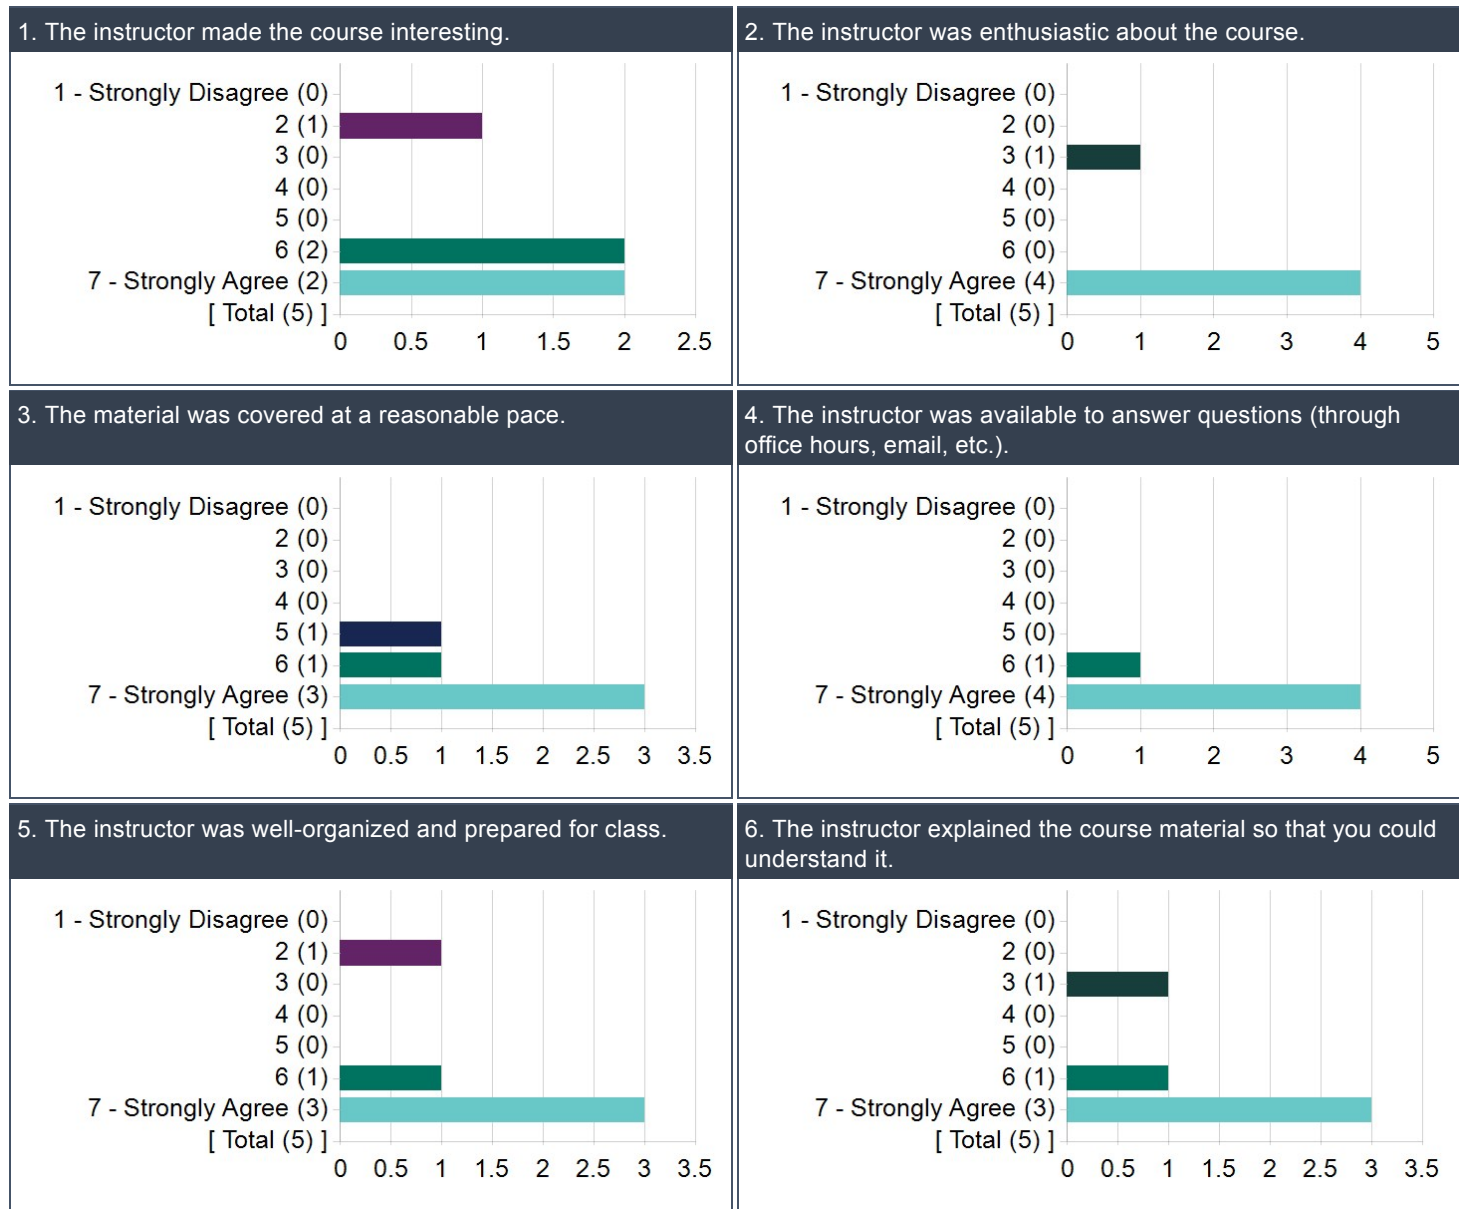 1. The instructor made the course interesting.
1 - Strongly Disagree (0)
2 (1)
3 (0)
4 (0)
5 (0)
6 (2)
7 - Strongly Agree (2)
[ Total (5) ]
0 0.5 1 1.5 2 2.5
2. The instructor was enthusiastic about the course.
1 - Strongly Disagree (0)
2 (0)
3 (1)
4 (0)
5 (0)
6 (0)
7 - Strongly Agree (4)
[ Total (5) ]
0 1 2 3 4 5
3. The material was covered at a reasonable pace.
1 - Strongly Disagree (0)
2 (0)
3 (0)
4 (0)
5 (1)
6 (1)
7 - Strongly Agree (3)
[ Total (5) ]
0 0.5 1 1.5 2 2.5 3 3.5
4. The instructor was available to answer questions (through
office hours, email, etc.).
1 - Strongly Disagree (0)
2 (0)
3 (0)
4 (0)
5 (0)
6 (1)
7 - Strongly Agree (4)
[ Total (5) ]
0 1 2 3 4 5
5. The instructor was well-organized and prepared for class.
1 - Strongly Disagree (0)
2 (1)
3 (0)
4 (0)
5 (0)
6 (1)
7 - Strongly Agree (3)
[ Total (5) ]
0 0.5 1 1.5 2 2.5 3 3.5
6. The instructor explained the course material so that you could
understand it.
1 - Strongly Disagree (0)
2 (0)
3 (1)
4 (0)
5 (0)
6 (1)
7 - Strongly Agree (3)
[ Total (5) ]
0 0.5 1 1.5 2 2.5 3 3.5